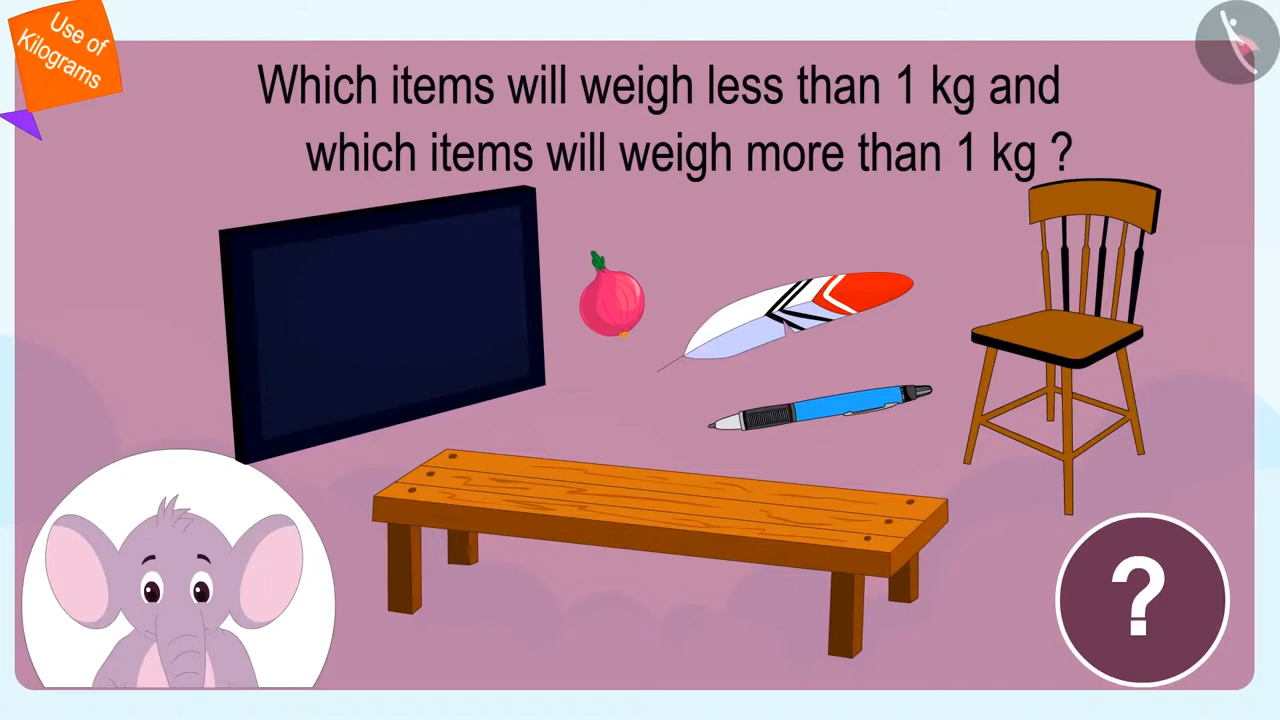 Use of
Kilograms
Which items will weigh less than 1 kg and
which items will weigh more than 1 kg ?
?